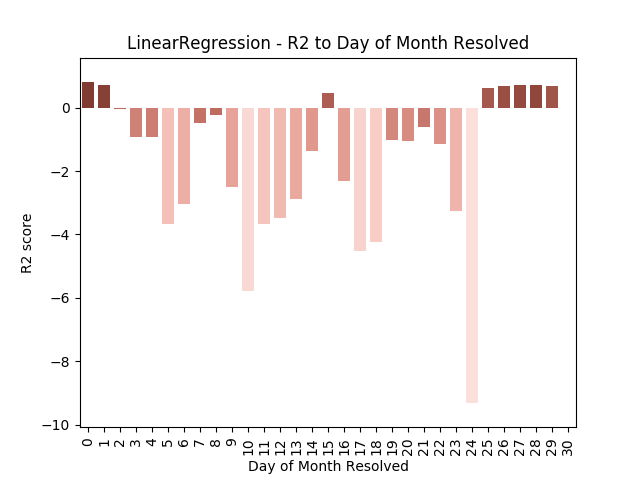 LinearRegression - R2 to Day of Month Resolved
R2 score
0
−2
−4
−6
−8
−10
0 1 2 3 4 5 6 7 8 9 10 11 12 13 14 15 16 17 18 19 20 21 22 23 24 25 26 27 28 29 30
Day of Month Resolved